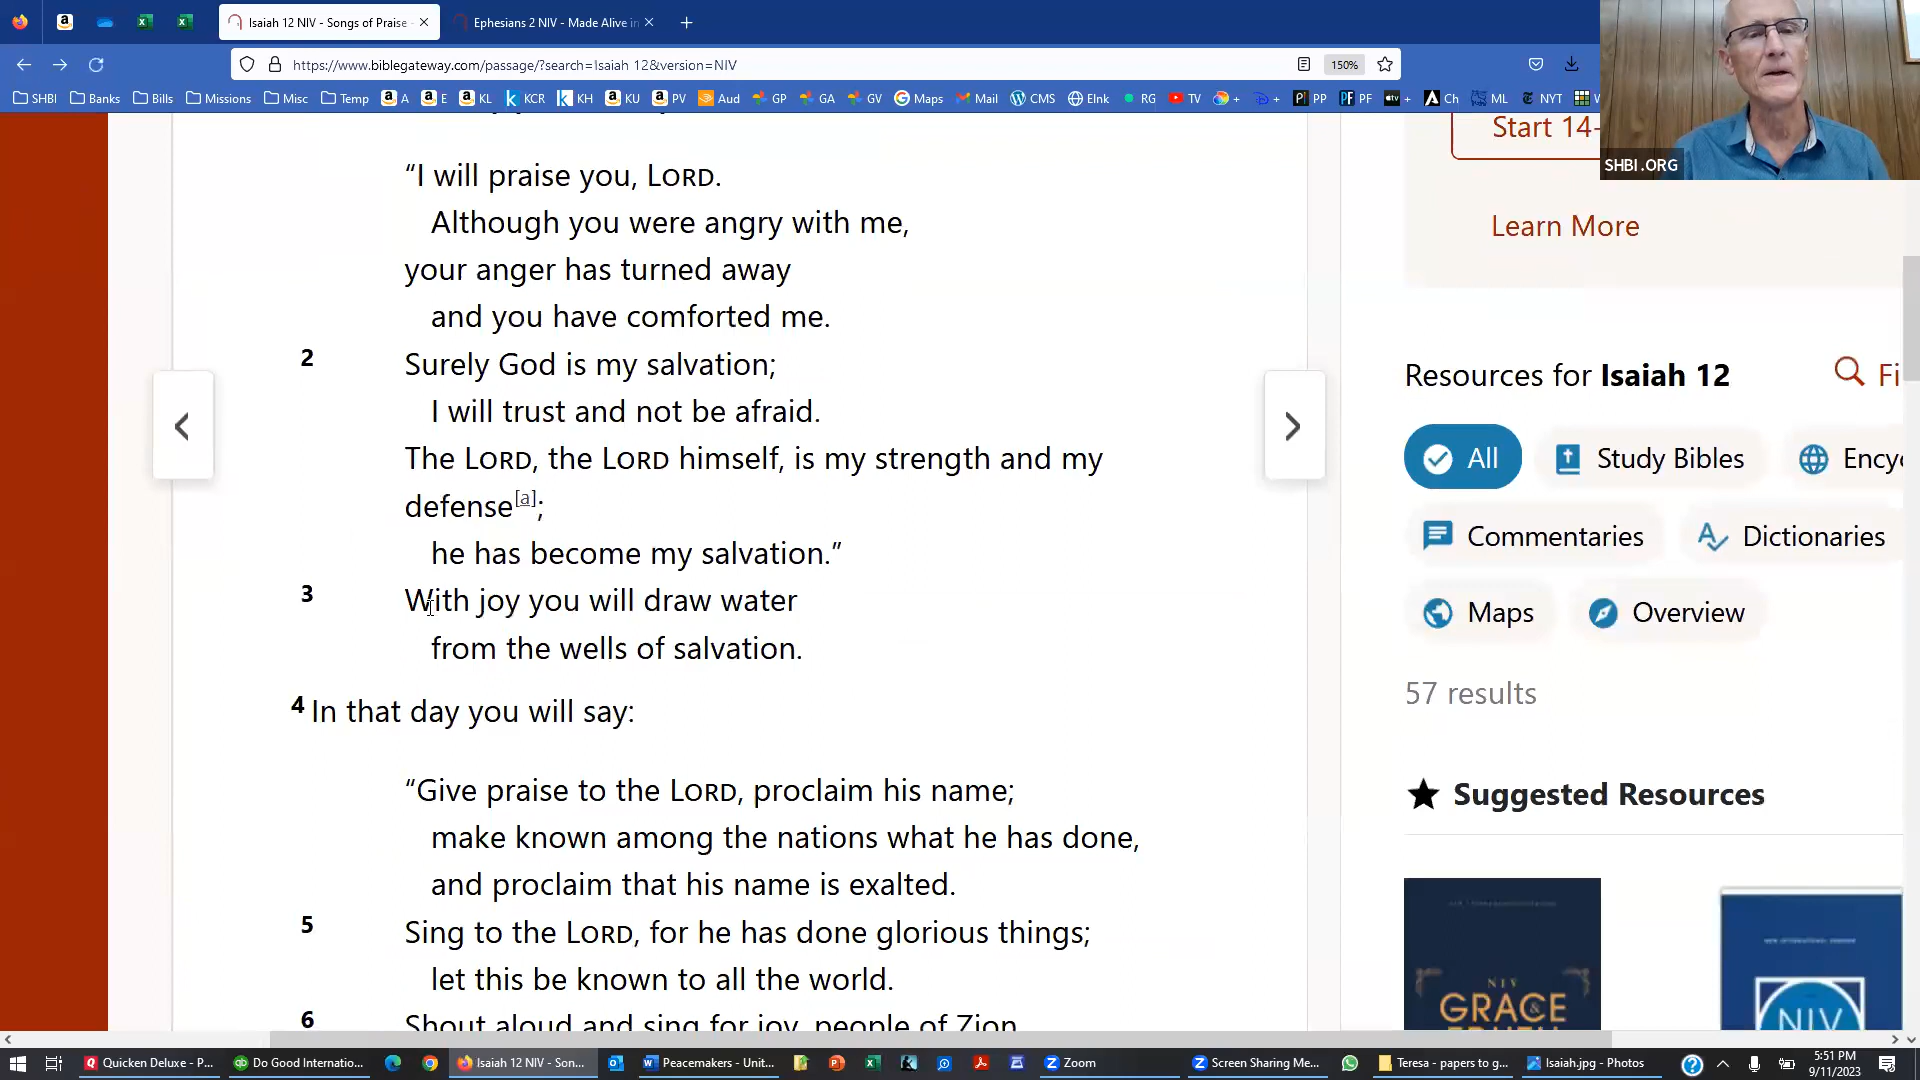 Isaiah 12 NIV - Songs of Praise -
Ephesians 2 NIV - Made Alive in
https://www.biblegateway.com/passage/?search=Isaiah 12&version=NIV
150%
SHBI Banks Bills Missions Misc Temp A E KL KCR KH KU PV Aud GP GA GV Maps Mail CMS EInk RG TV + + PP PF + Ch ML NYT
SHBI.ORG
“I will praise you, LORD.
Although you were angry with me,
your anger has turned away
and you have comforted me.
2 Surely God is my salvation;
I will trust and not be afraid.
The LORD, the LORD himself, is my strength and my
defense[a];
he has become my salvation.”
3 With joy you will draw water
from the wells of salvation.
4 In that day you will say:
“Give praise to the LORD, proclaim his name;
make known among the nations what he has done,
and proclaim that his name is exalted.
5 Sing to the LORD, for he has done glorious things;
let this be known to all the world.
6 Shout aloud and sing for joy, people of Zion,
Start 14-
Learn More
Resources for Isaiah 12
Fi
All Study Bibles Ency
Commentaries Dictionaries
Maps Overview
57 results
Suggested Resources
NIV
GRACE &
TRUTH
NIV
Quicken Deluxe - P...
Do Good Internatio...
Isaiah 12 NIV - Son...
Peacemakers - Unit...
Zoom
Screen Sharing Me...
Teresa - papers to g...
Isaiah.jpg - Photos
5:51 PM
9/11/2023